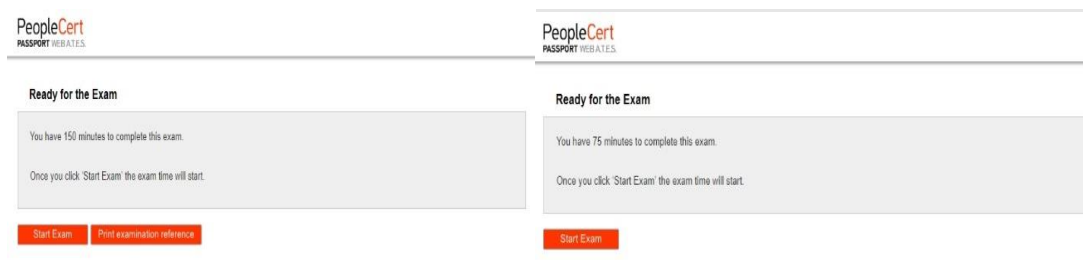 PeopleCert
PASSPORT WEB A.T.E.S.
Ready for the Exam
You have 150 minutes to complete this exam.
Once you click 'Start Exam' the exam time will start.
Start Exam
Print examination reference
PeopleCert
PASSPORT WEB A.T.E.S.
Ready for the Exam
You have 75 minutes to complete this exam.
Once you click 'Start Exam' the exam time will start.
Start Exam